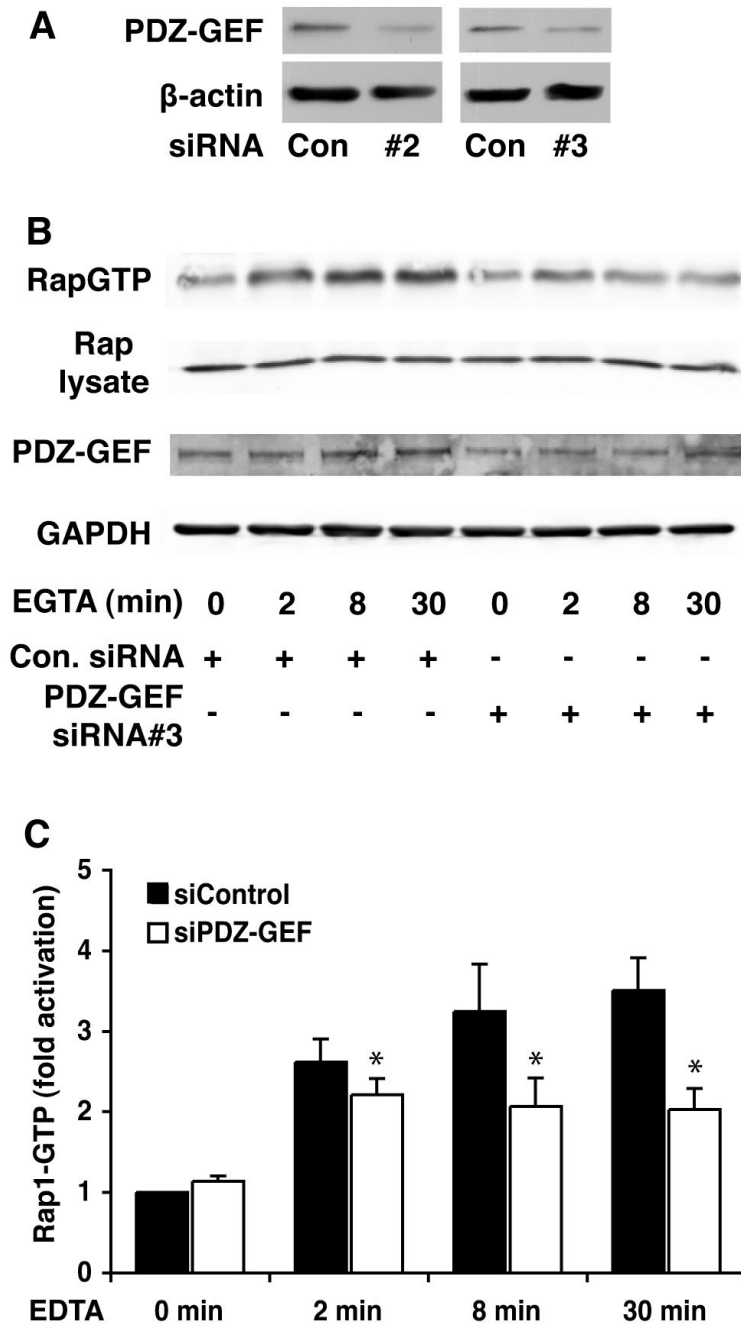 A
PDZ-GEF
β-actin
siRNA Con #2 Con #3
B
RapGTP
Rap
lysate
PDZ-GEF
GAPDH
EGTA (min) 0 2 8 30 0 2 8 30
Con. siRNA + + + + - - - -
PDZ-GEF
siRNA#3 - - - - + + + +
C
Rap1-GTP (fold activation)
5
siControl
siPDZ-GEF
4
3
* * *
2
1
0
EDTA 0 min 2 min 8 min 30 min